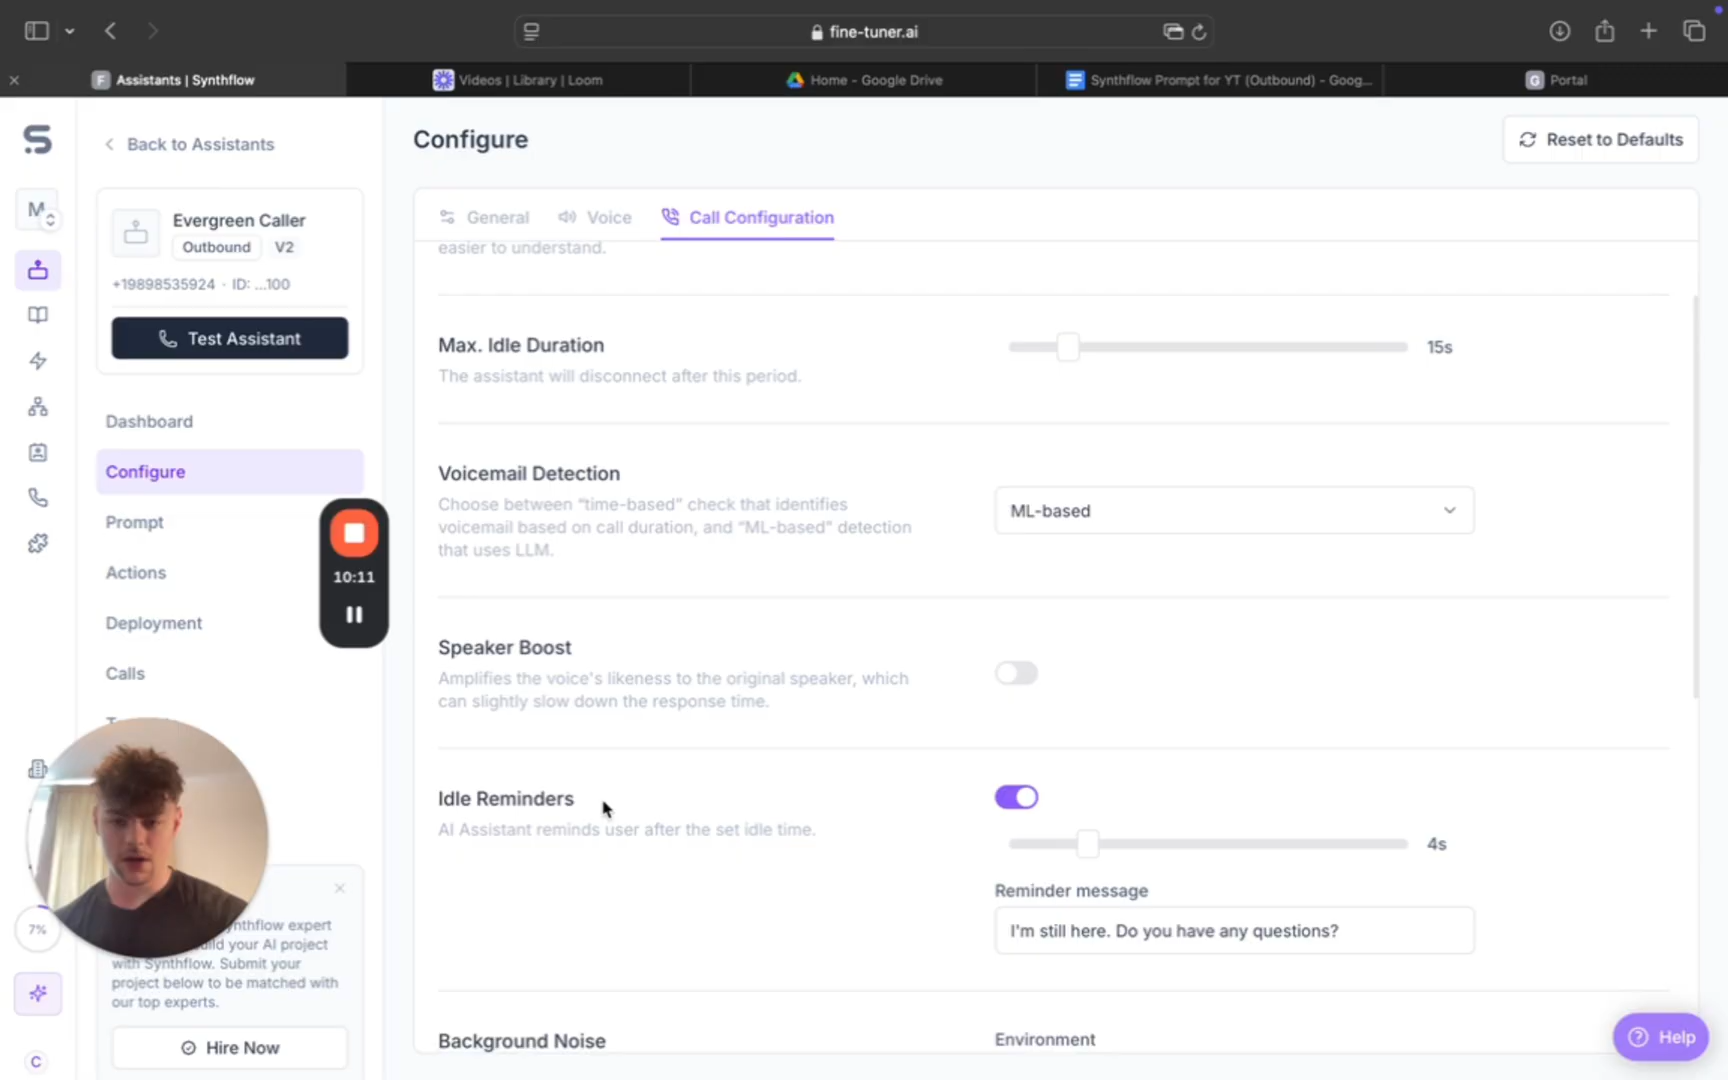 fine-tuner.ai
Assistants | Synthflow
Videos | Library | Loom
Home - Google Drive
Synthflow Prompt for YT (Outbound) - Goog...
G Portal
M
Back to Assistants
Evergreen Caller
Outbound V2
+19898535924 · ID: ...100
Test Assistant
Dashboard
Configure
Prompt
Actions
Deployment
Calls
10:11
7%
ynthflow expert
ild your AI project
with Synthflow. Submit your
project below to be matched with
our top experts.
Hire Now
C
Configure
Reset to Defaults
General
Voice
Call Configuration
easier to understand.
Max. Idle Duration
The assistant will disconnect after this period.
15s
Voicemail Detection
Choose between “time-based” check that identifies
voicemail based on call duration, and “ML-based” detection
that uses LLM.
ML-based
Speaker Boost
Amplifies the voice's likeness to the original speaker, which
can slightly slow down the response time.
Idle Reminders
AI Assistant reminds user after the set idle time.
4s
Reminder message
I'm still here. Do you have any questions?
Background Noise
Environment
Help